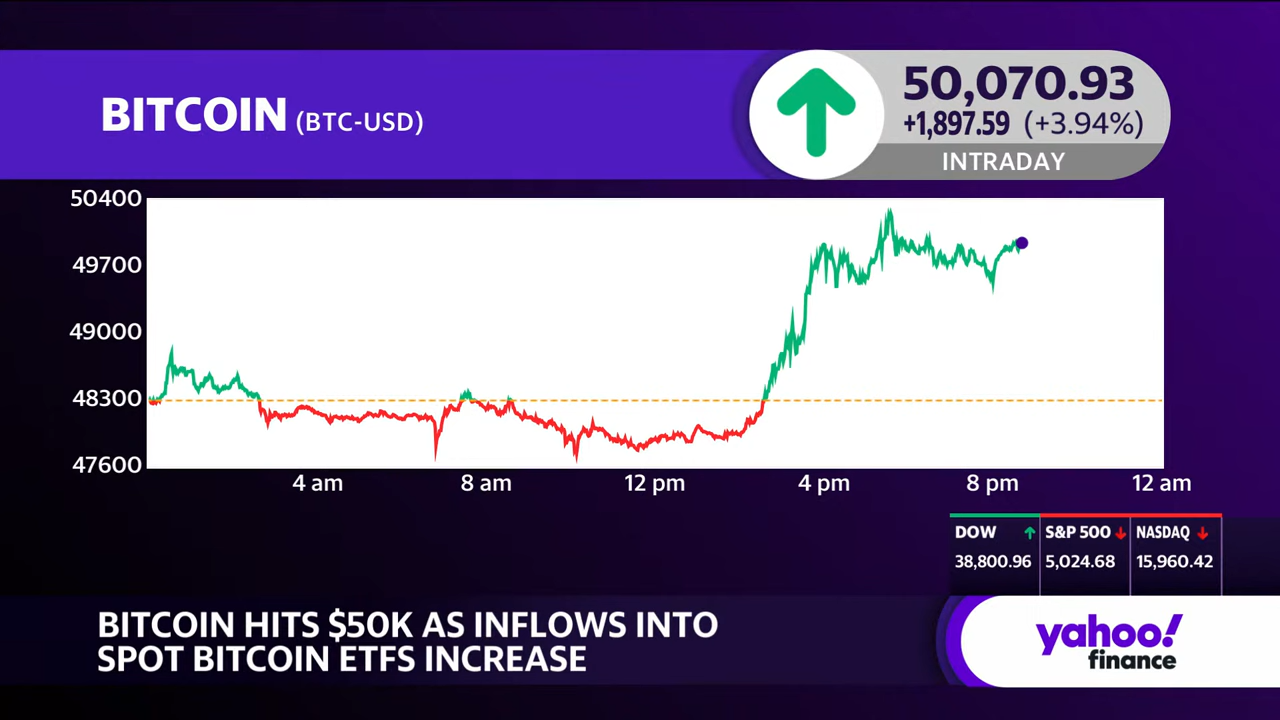 BITCOIN (BTC-USD)
50,070.93
+1,897.59 (+3.94%)
INTRADAY
50400
49700
49000
48300
47600
4 am 8 am 12 pm 4 pm 8 pm 12 am
DOW S&P 500 NASDAQ
38,800.96 5,024.68 15,960.42
BITCOIN HITS $50K AS INFLOWS INTO
SPOT BITCOIN ETFS INCREASE
yahoo!
finance